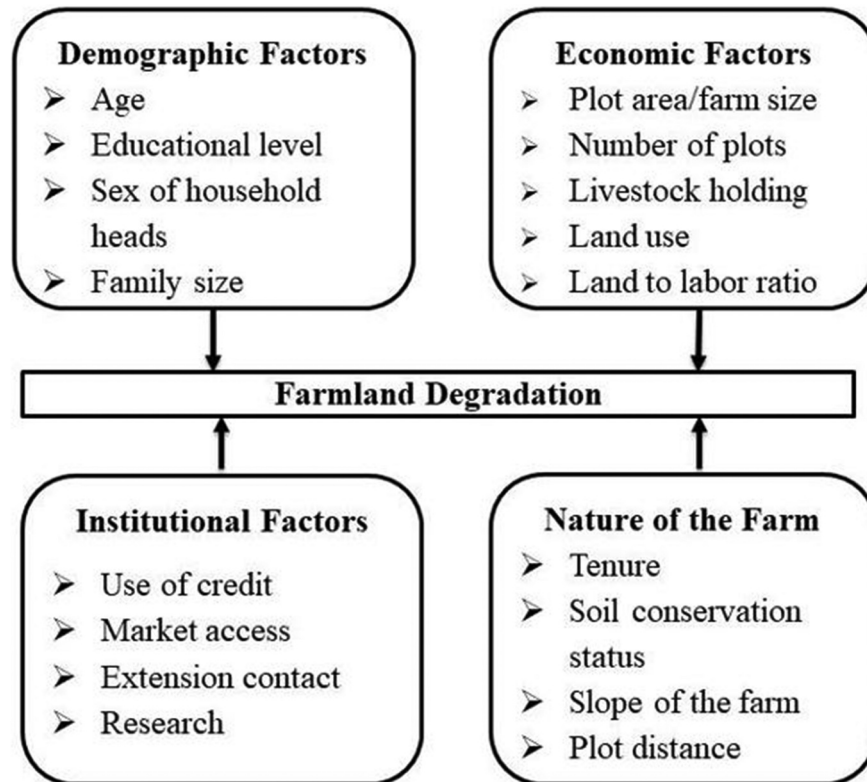 Demographic Factors
➤ Age
➤ Educational level
➤ Sex of household
heads
➤ Family size
Economic Factors
➤ Plot area/farm size
➤ Number of plots
➤ Livestock holding
➤ Land use
➤ Land to labor ratio
Farmland Degradation
Institutional Factors
➤ Use of credit
➤ Market access
➤ Extension contact
➤ Research
Nature of the Farm
➤ Tenure
➤ Soil conservation
status
➤ Slope of the farm
➤ Plot distance